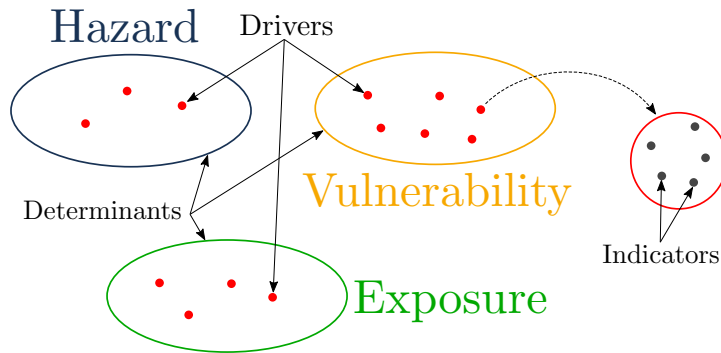 Hazard
Drivers
Vulnerability
Determinants
Indicators
Exposure